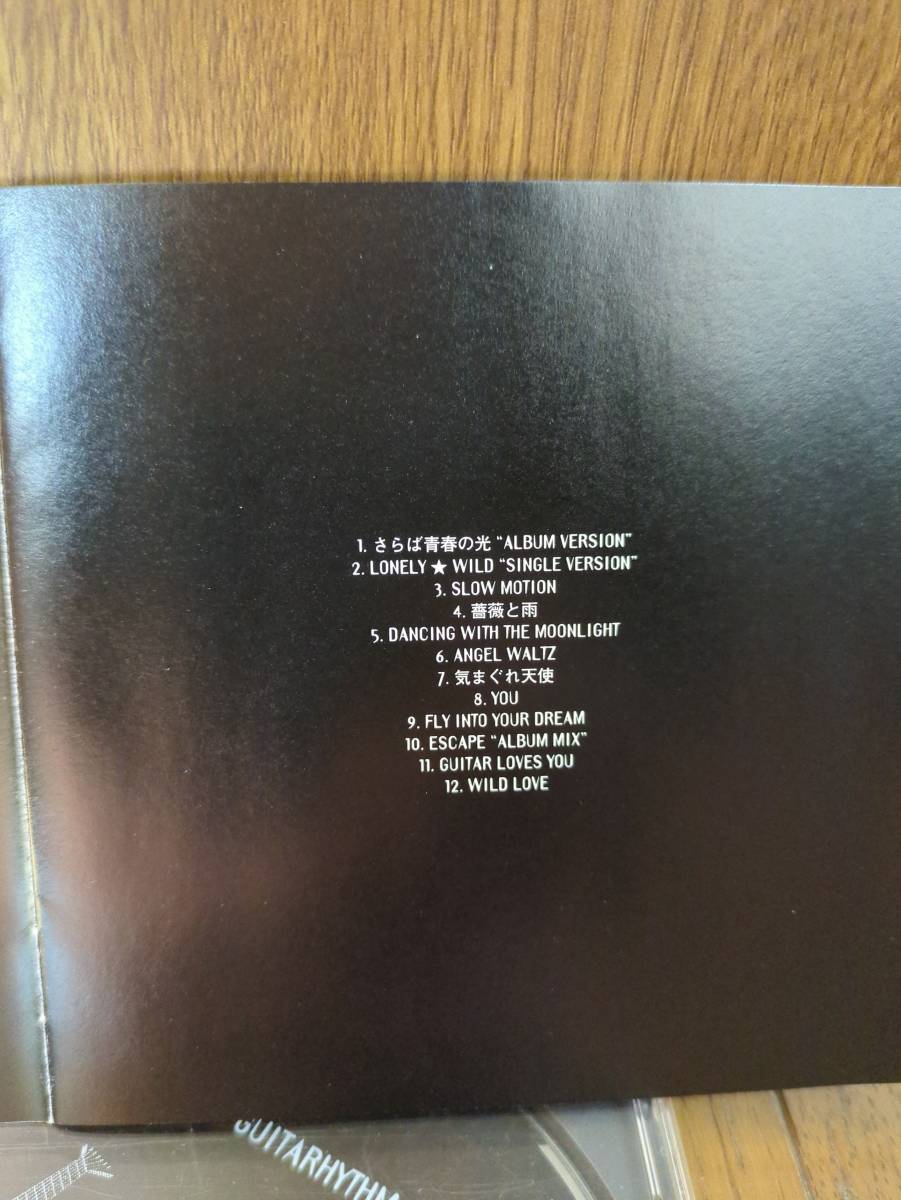 1. さらば青春の光 “ALBUM VERSION”
2. LONELY ★ WILD “SINGLE VERSION”
3. SLOW MOTION
4. 薔薇と雨
5. DANCING WITH THE MOONLIGHT
6. ANGEL WALTZ
7. 気まぐれ天使
8. YOU
9. FLY INTO YOUR DREAM
10. ESCAPE “ALBUM MIX”
11. GUITAR LOVES YOU
12. WILD LOVE
GUITARHYTHM